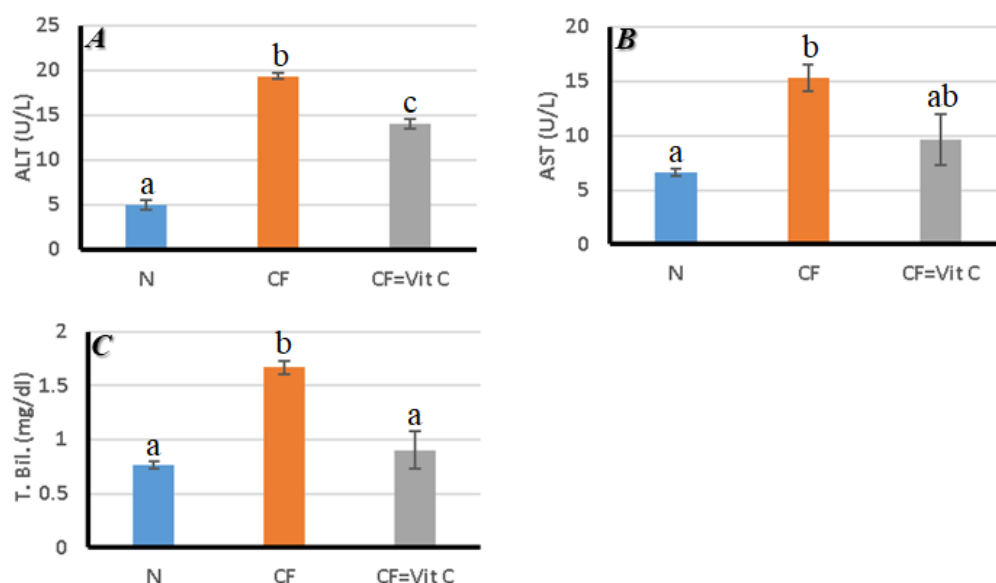 A
ALT (U/L)
25
20
15
10
5
0
a
b
c
N
CF
CF=Vit C
B
AST (U/L)
20
15
10
5
0
a
b
ab
N
CF
CF=Vit C
C
T. Bil. (mg/dl)
2
1.5
1
0.5
0
a
b
a
N
CF
CF=Vit C